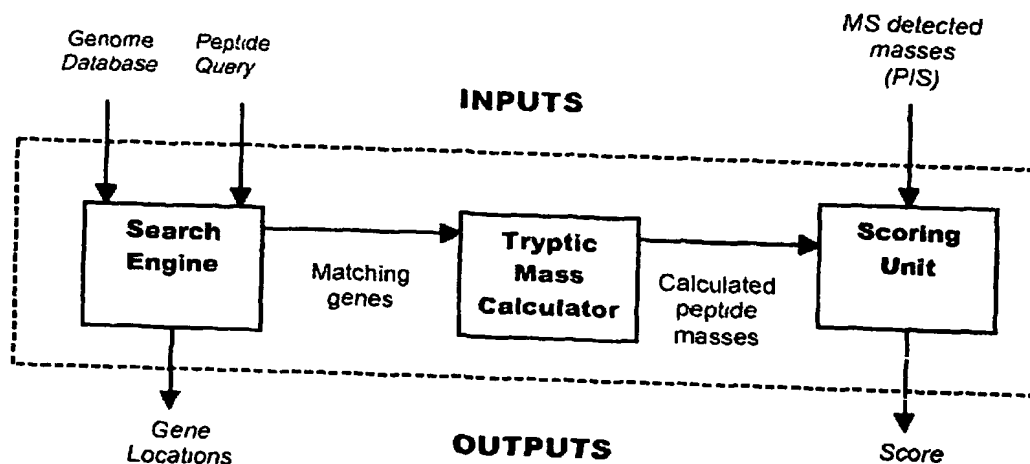 Genome
Database
Peptide
Query
MS detected
masses
(PIS)
INPUTS
Search
Engine
Matching
genes
Tryptic
Mass
Calculator
Calculated
peptide
masses
Scoring
Unit
Gene
Locations
OUTPUTS
Score